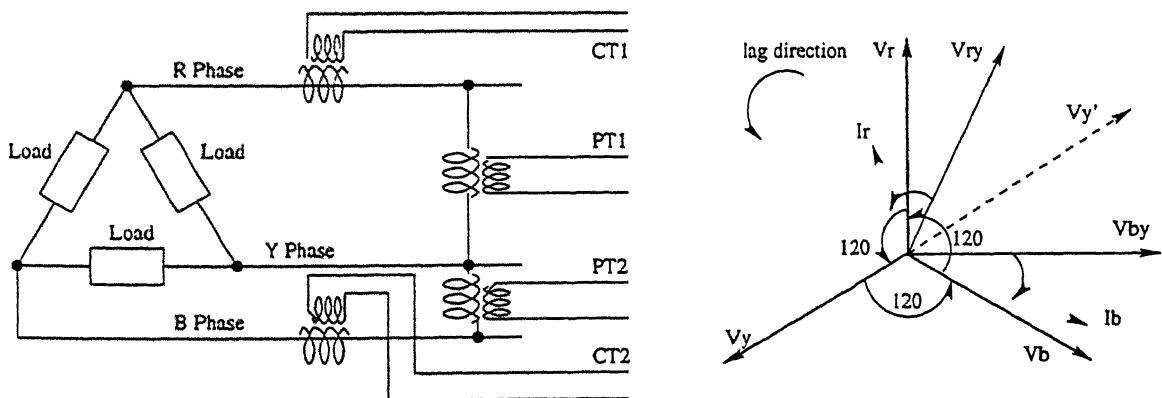 CT1
R Phase
PT1
Load
Load
Load
Y Phase
PT2
B Phase
CT2
lag direction
Vr
Vry
Vy'
Ir
Vby
120
120
120
Ib
Vy
Vb